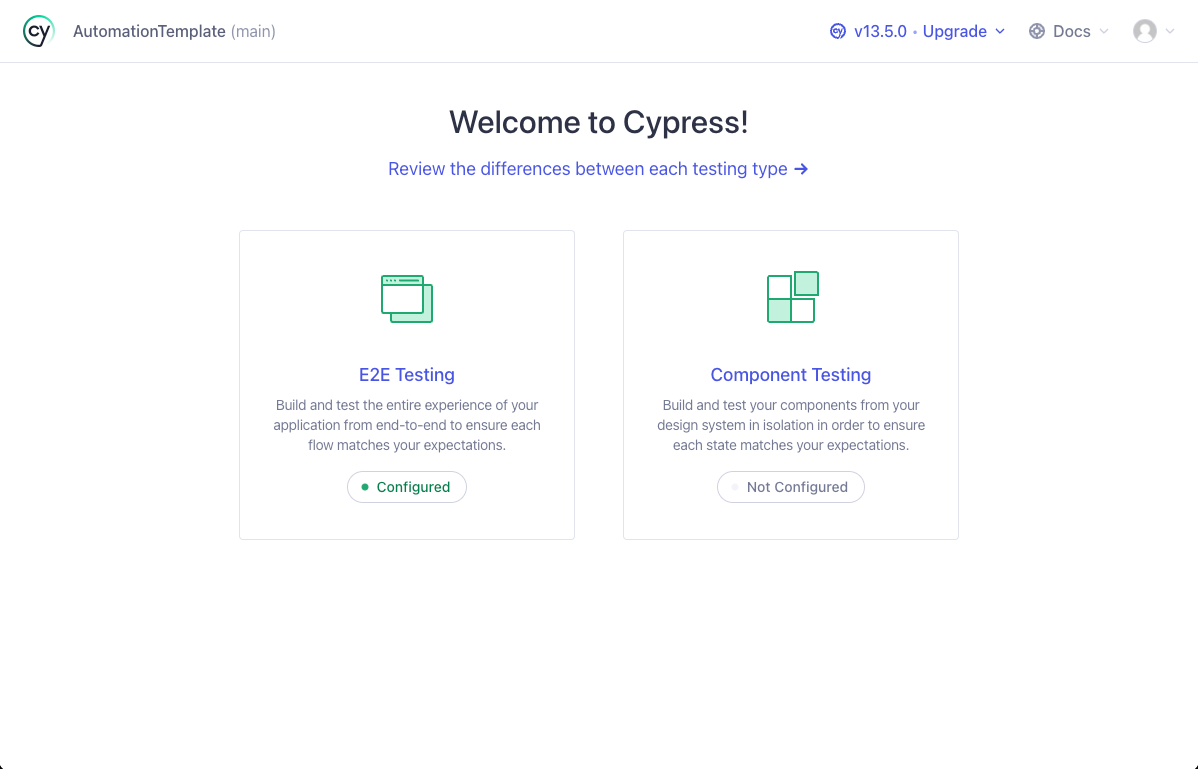 cy AutomationTemplate (main) v13.5.0 • Upgrade Docs
Welcome to Cypress!
Review the differences between each testing type →
E2E Testing
Build and test the entire experience of your
application from end-to-end to ensure each
flow matches your expectations.
Configured
Component Testing
Build and test your components from your
design system in isolation in order to ensure
each state matches your expectations.
Not Configured